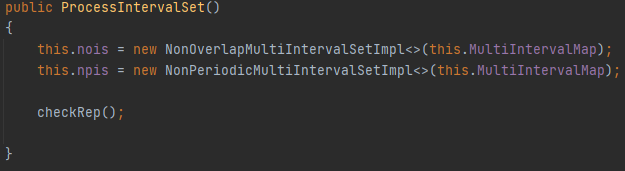 public ProcessIntervalSet()
{
    this.nois = new NonOverlapMultiIntervalSetImpl<>(this.MultiIntervalMap);
    this.npis = new NonPeriodicMultiIntervalSetImpl<>(this.MultiIntervalMap);
    checkRep();
}